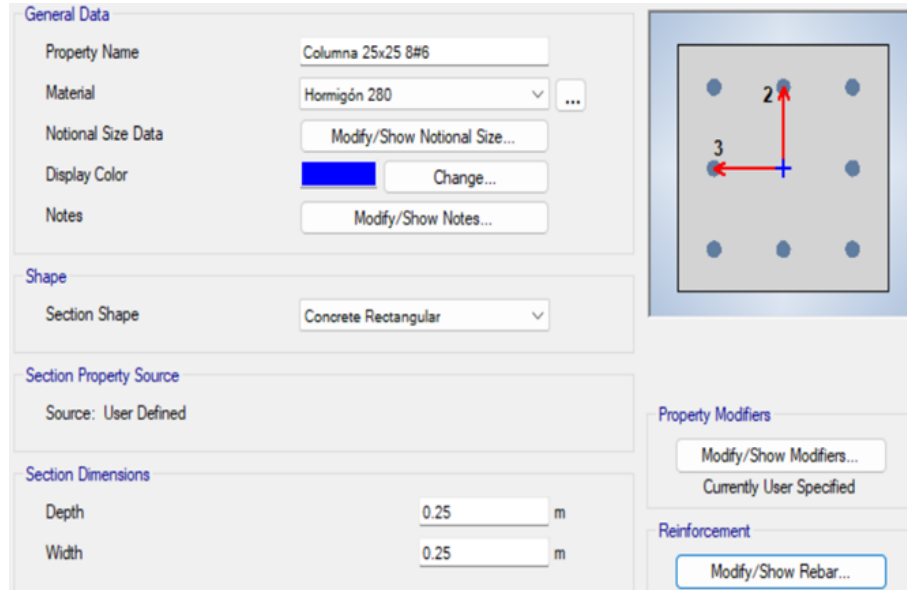 General Data
Property Name Columna 25x25 8#6
Material Hormigón 280 ...
Notional Size Data Modify/Show Notional Size...
Display Color Change...
Notes Modify/Show Notes...
2
3
Shape
Section Shape Concrete Rectangular
Section Property Source
Source: User Defined
Property Modifiers
Modify/Show Modifiers...
Currently User Specified
Section Dimensions
Depth 0.25 m
Width 0.25 m
Reinforcement
Modify/Show Rebar...